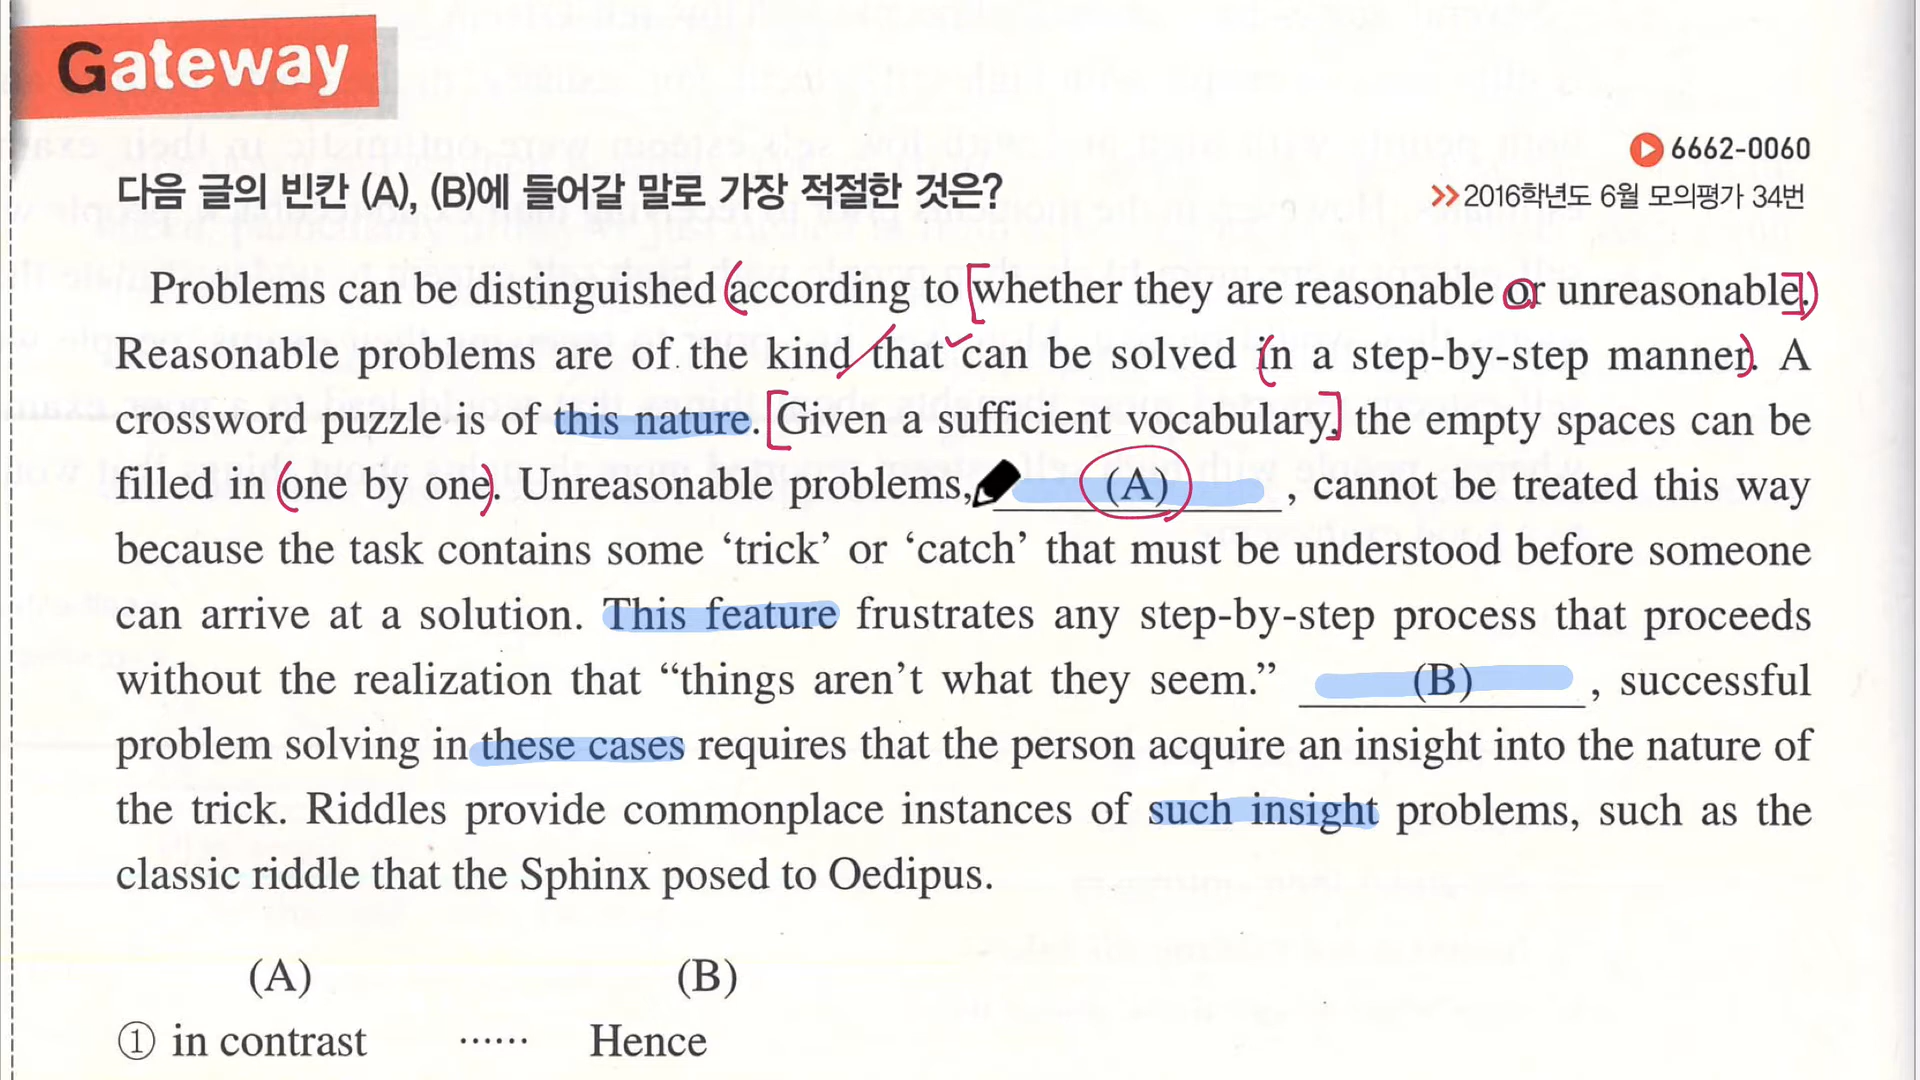 Gateway
6662-0060
다음 글의 빈칸 (A), (B)에 들어갈 말로 가장 적절한 것은?
>>2016학년도 6월 모의평가 34번
Problems can be distinguished according to whether they are reasonable or unreasonable.
Reasonable problems are of the kind that can be solved in a step-by-step manner. A
crossword puzzle is of this nature. Given a sufficient vocabulary, the empty spaces can be
filled in one by one. Unreasonable problems, (A) , cannot be treated this way
because the task contains some ‘trick’ or ‘catch’ that must be understood before someone
can arrive at a solution. This feature frustrates any step-by-step process that proceeds
without the realization that “things aren’t what they seem.” (B) , successful
problem solving in these cases requires that the person acquire an insight into the nature of
the trick. Riddles provide commonplace instances of such insight problems, such as the
classic riddle that the Sphinx posed to Oedipus.
(A) (B)
① in contrast ······ Hence